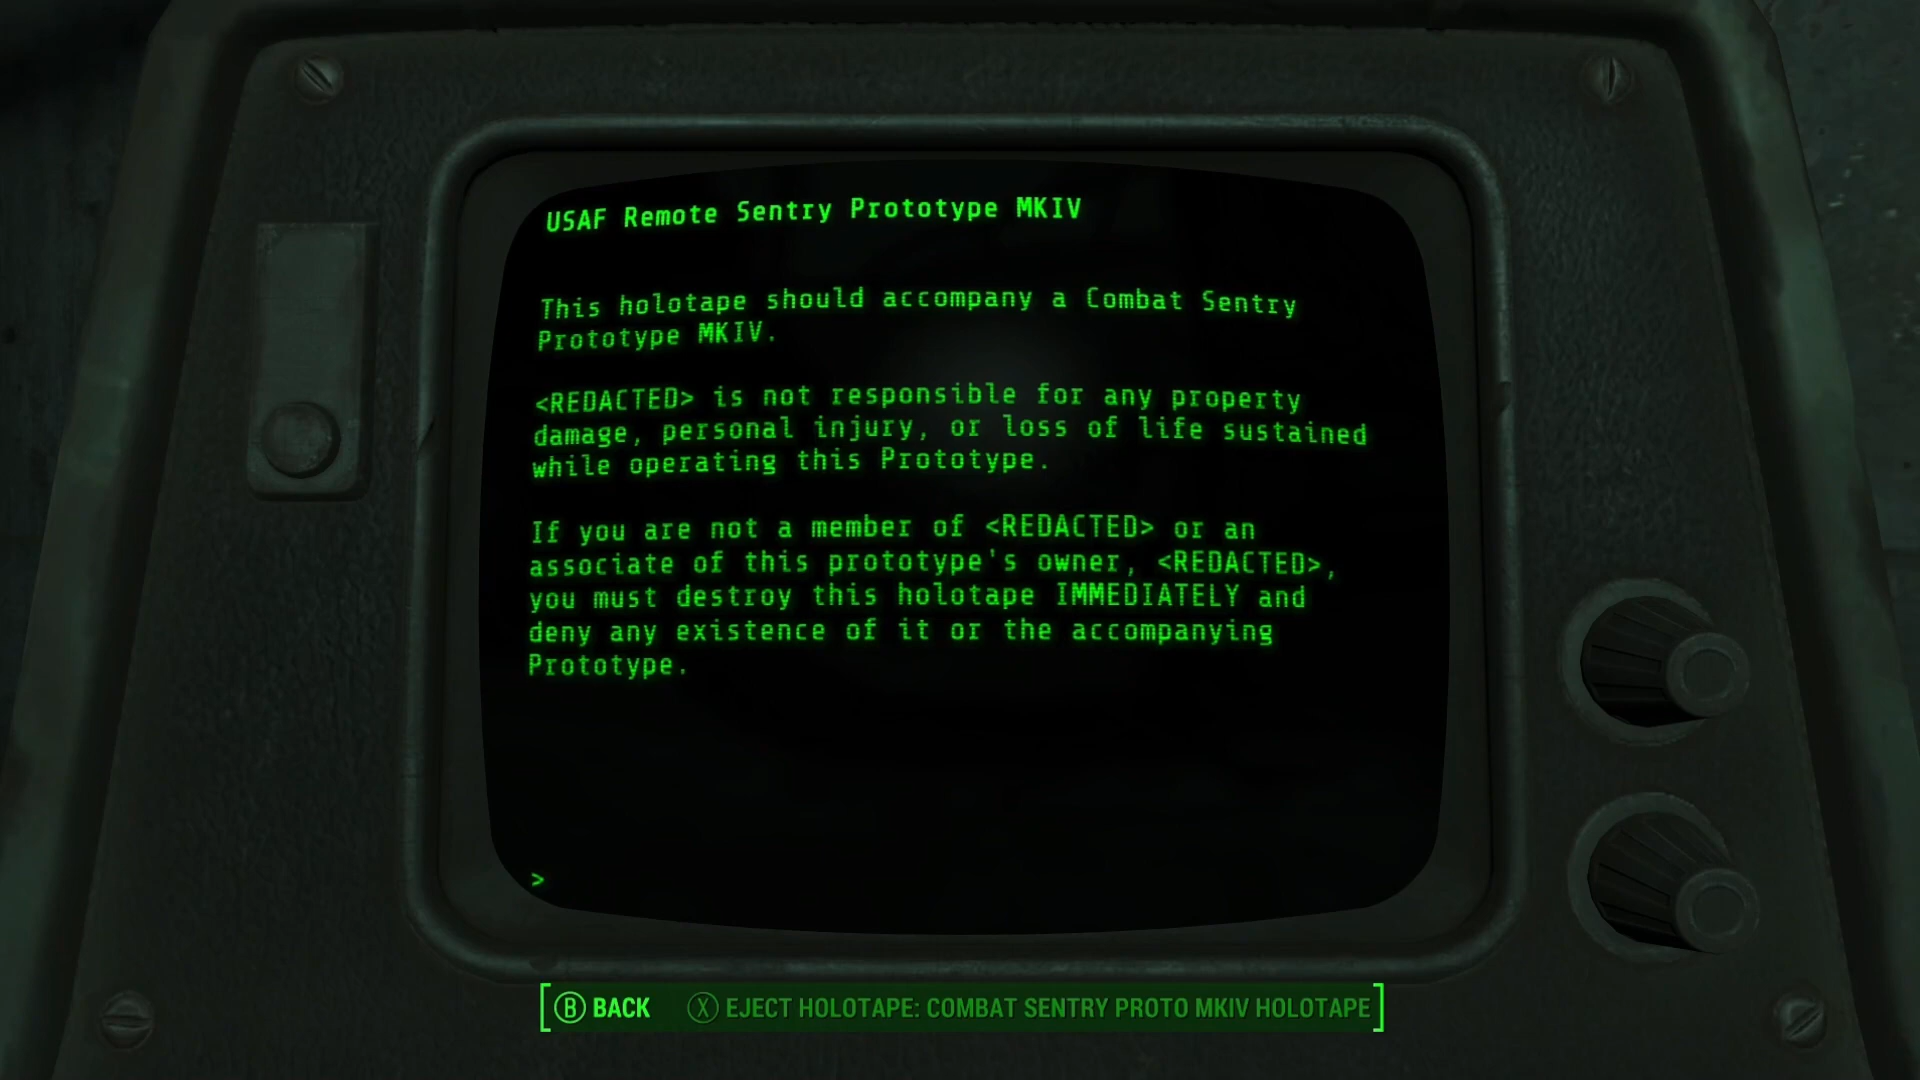 USAF Remote Sentry Prototype MKIV
This holotape should accompany a Combat Sentry
Prototype MKIV.
<REDACTED> is not responsible for any property
damage, personal injury, or loss of life sustained
while operating this Prototype.
If you are not a member of <REDACTED> or an
associate of this prototype's owner, <REDACTED>,
you must destroy this holotape IMMEDIATELY and
deny any existence of it or the accompanying
Prototype.
>
B BACK X EJECT HOLOTAPE: COMBAT SENTRY PROTO MKIV HOLOTAPE